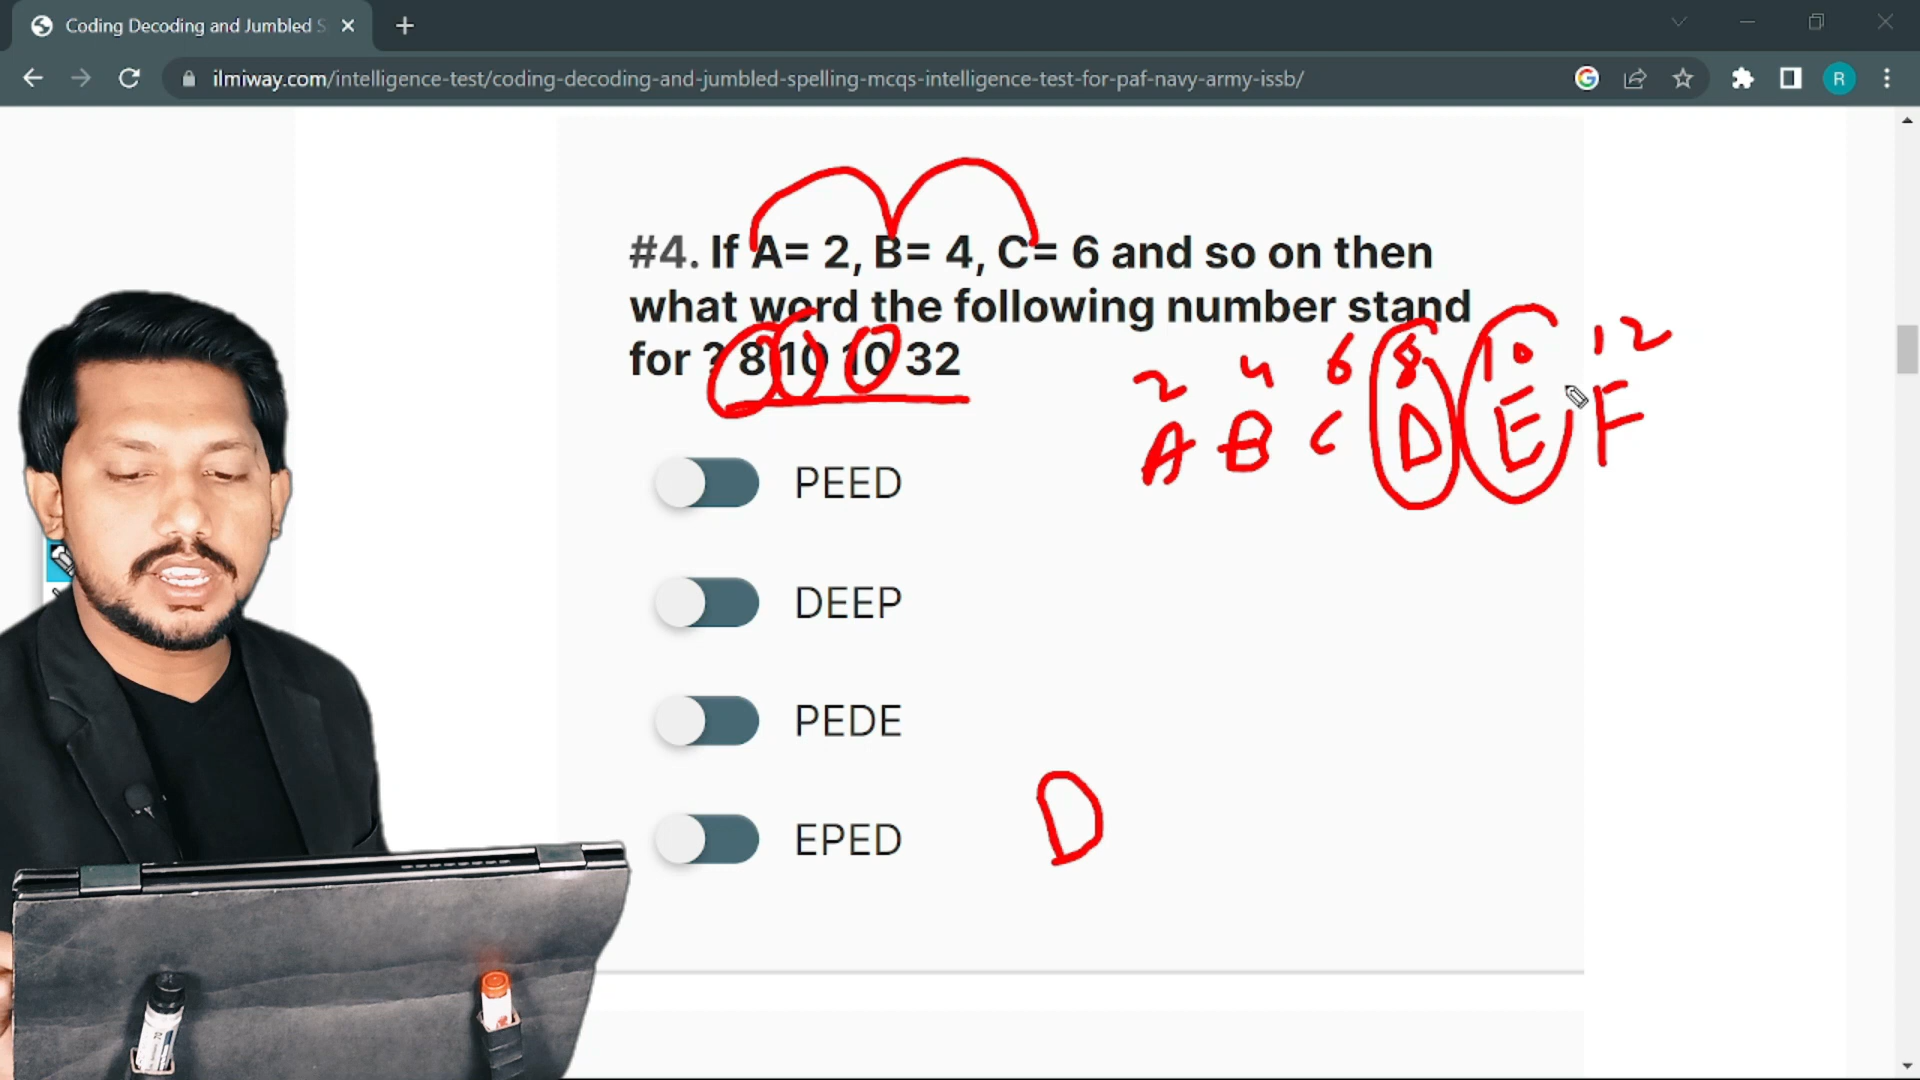 Coding Decoding and Jumbled S
ilmiway.com/intelligence-test/coding-decoding-and-jumbled-spelling-mcqs-intelligence-test-for-paf-navy-army-issb/
R
#4. If A= 2, B= 4, C= 6 and so on then
what word the following number stand
for ? 8 10 10 32
2 4 6 8 10 12
A B C D E F
PEED
DEEP
PEDE
EPED
D